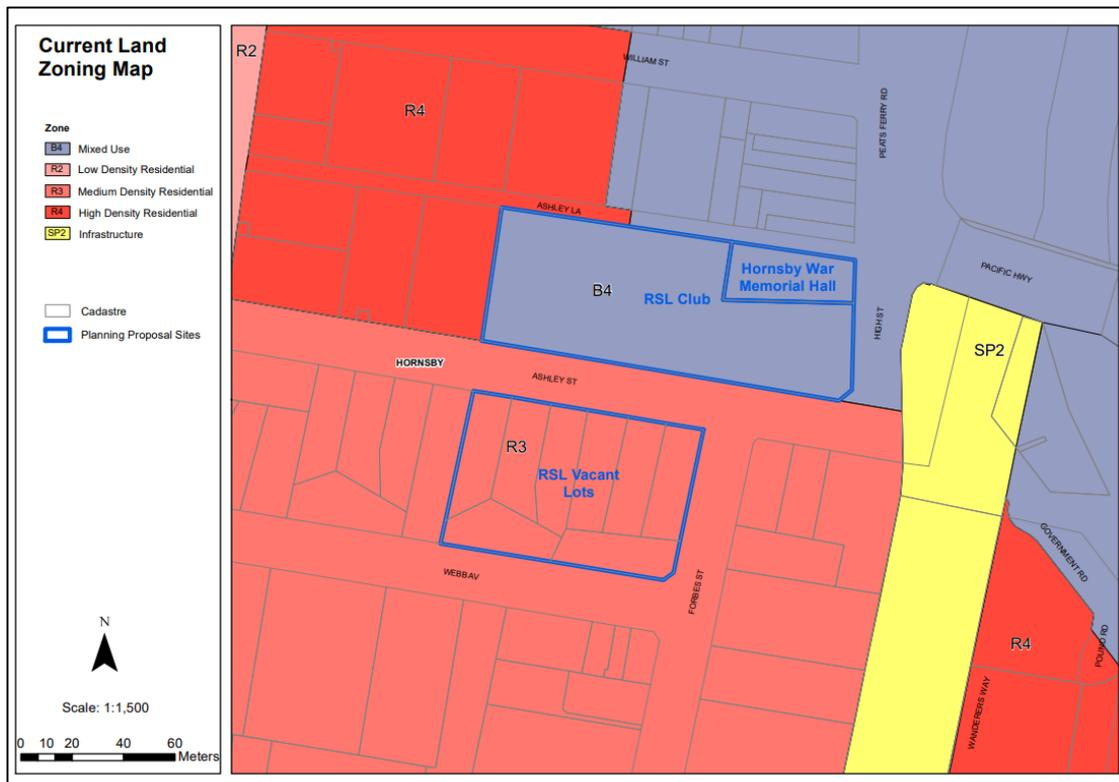 Current Land
Zoning Map
Zone
B4 Mixed Use
R2 Low Density Residential
R3 Medium Density Residential
R4 High Density Residential
SP2 Infrastructure
Cadastre
Planning Proposal Sites
N
Scale: 1:1,500
0 10 20 40 60
Meters
R2
R4
WILLIAM ST
PEATS FERRY RD
ASHLEY LA
B4
RSL Club
Hornsby War
Memorial Hall
PACIFIC HWY
HIGH ST
SP2
HORNSBY
ASHLEY ST
R3
RSL Vacant
Lots
WEBB AV
FORBES ST
GOVERNMENT RD
R4
POUND RD
WANDERERS WAY